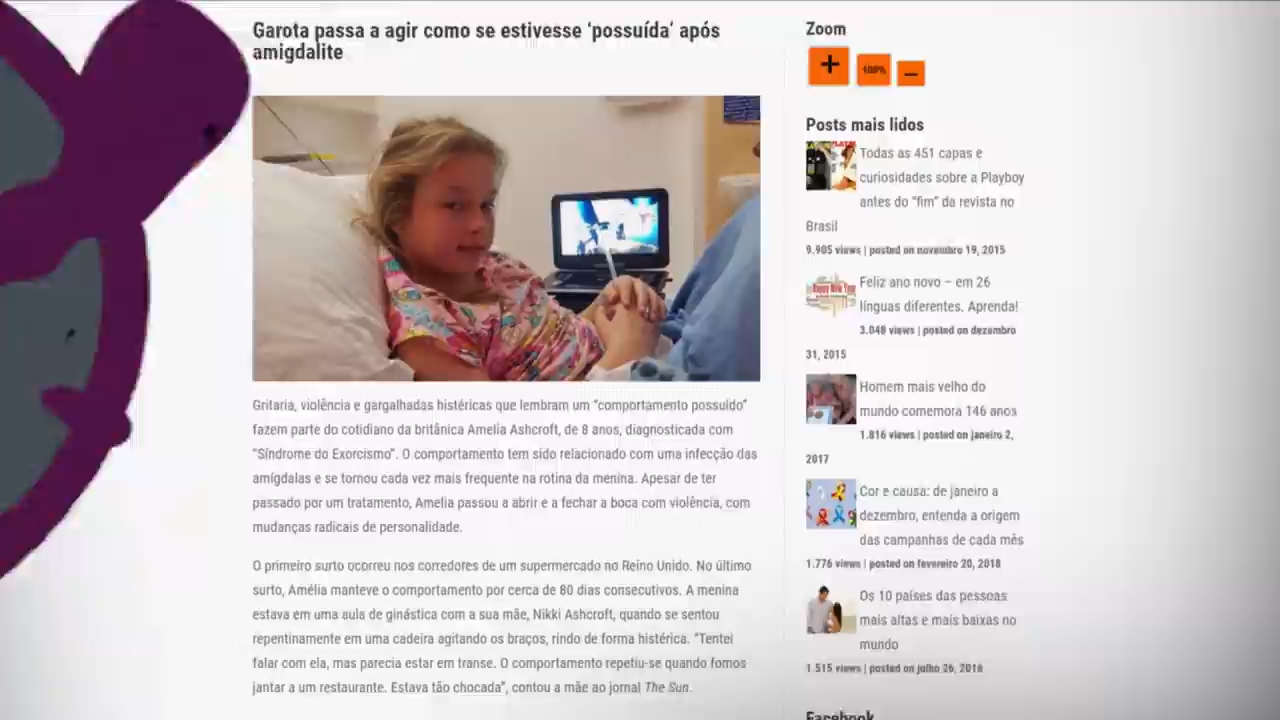 Garota passa a agir como se estivesse ‘possuída’ após
amigdalite
Gritaria, violência e gargalhadas histéricas que lembram um “comportamento possuído”
fazem parte do cotidiano da britânica Amelia Ashcroft, de 8 anos, diagnosticada com
“Síndrome do Exorcismo”. O comportamento tem sido relacionado com uma infecção das
amígdalas e se tornou cada vez mais frequente na rotina da menina. Apesar de ter
passado por um tratamento, Amelia passou a abrir e a fechar a boca com violência, com
mudanças radicais de personalidade.
O primeiro surto ocorreu nos corredores de um supermercado no Reino Unido. No último
surto, Amélia manteve o comportamento por cerca de 80 dias consecutivos. A menina
estava em uma aula de ginástica com a sua mãe, Nikki Ashcroft, quando se sentou
repentinamente em uma cadeira agitando os braços, rindo de forma histérica. “Tentei
falar com ela, mas parecia estar em transe. O comportamento repetiu-se quando fomos
jantar a um restaurante. Estava tão chocada”, contou a mãe ao jornal The Sun.
Zoom
+ 100% –
Posts mais lidos
Todas as 451 capas e
curiosidades sobre a Playboy
antes do “fim” da revista no
Brasil
9.905 views | posted on novembro 19, 2015
Feliz ano novo – em 26
línguas diferentes. Aprenda!
3.048 views | posted on dezembro
31, 2015
Homem mais velho do
mundo comemora 146 anos
1.816 views | posted on janeiro 2,
2017
Cor e causa: de janeiro a
dezembro, entenda a origem
das campanhas de cada mês
1.776 views | posted on fevereiro 20, 2018
Os 10 países das pessoas
mais altas e mais baixas no
mundo
1.515 views | posted on julho 26, 2016
Facebook